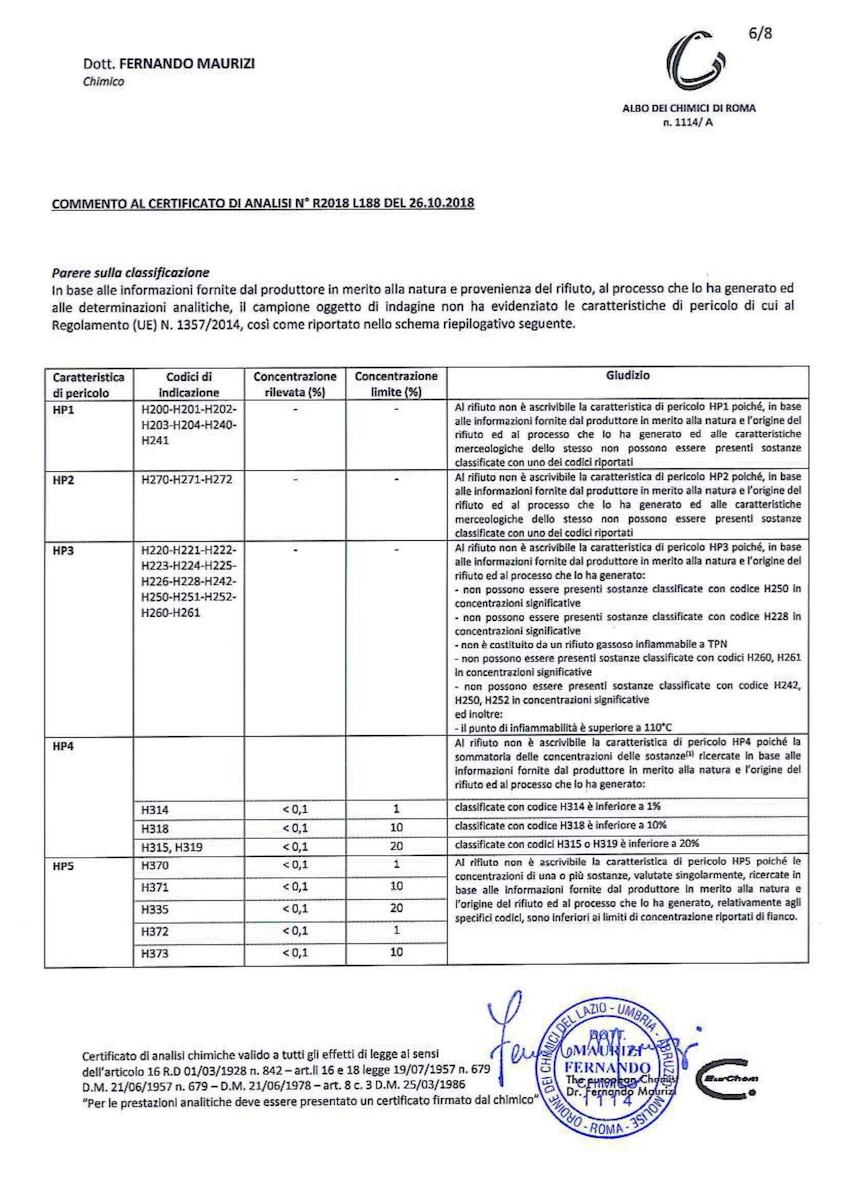 6/8
Dott. FERNANDO MAURIZI
Chimico
ALBO DEI CHIMICI DI ROMA
n. 1114/ A
COMMENTO AL CERTIFICATO DI ANALISI N° R2018 L188 DEL 26.10.2018
Parere sulla classificazione
In base alle informazioni fornite dal produttore in merito alla natura e provenienza del rifiuto, al processo che lo ha generato ed
alle determinazioni analitiche, il campione oggetto di indagine non ha evidenziato le caratteristiche di pericolo di cui al
Regolamento (UE) N. 1357/2014, così come riportato nello schema riepilogativo seguente.
Caratteristica di pericolo | Codici di indicazione | Concentrazione rilevata (%) | Concentrazione limite (%) | Giudizio
HP1 | H200-H201-H202- | - | - | Al rifiuto non è ascrivibile la caratteristica di pericolo HP1 poiché, in base
H203-H204-H240- | alle informazioni fornite dal produttore in merito alla natura e l'origine del
H241 | rifiuto ed al processo che lo ha generato ed alle caratteristiche
merceologiche dello stesso non possono essere presenti sostanze
classificate con uno dei codici riportati
HP2 | H270-H271-H272 | - | - | Al rifiuto non è ascrivibile la caratteristica di pericolo HP2 poiché, in base
alle informazioni fornite dal produttore in merito alla natura e l'origine del
rifiuto ed al processo che lo ha generato ed alle caratteristiche
merceologiche dello stesso non possono essere presenti sostanze
classificate con uno dei codici riportati
HP3 | H220-H221-H222- | - | - | Al rifiuto non è ascrivibile la caratteristica di pericolo HP3 poiché, in base
H223-H224-H225- | alle informazioni fornite dal produttore in merito alla natura e l'origine del
H226-H228-H242- | rifiuto ed al processo che lo ha generato:
H250-H251-H252- | - non possono essere presenti sostanze classificate con codice H250 in
H260-H261 | concentrazioni significative
- non possono essere presenti sostanze classificate con codice H228 in
concentrazioni significative
- non è costituito da un rifiuto gassoso infiammabile a TPN
- non possono essere presenti sostanze classificate con codici H260, H261
in concentrazioni significative
- non possono essere presenti sostanze classificate con codice H242,
H250, H252 in concentrazioni significative
ed inoltre:
- il punto di infiammabilità è superiore a 110°C
HP4 | Al rifiuto non è ascrivibile la caratteristica di pericolo HP4 poiché la
sommatoria delle concentrazioni delle sostanze(1) ricercate in base alle
informazioni fornite dal produttore in merito alla natura e l'origine del
rifiuto ed al processo che lo ha generato:
H314 | < 0,1 | 1 | classificate con codice H314 è inferiore a 1%
H318 | < 0,1 | 10 | classificate con codice H318 è inferiore a 10%
H315, H319 | < 0,1 | 20 | classificate con codici H315 o H319 è inferiore a 20%
HP5 | H370 | < 0,1 | 1 | Al rifiuto non è ascrivibile la caratteristica di pericolo HP5 poiché le
concentrazioni di una o più sostanze, valutate singolarmente, ricercate in
H371 | < 0,1 | 10 | base alle informazioni fornite dal produttore in merito alla natura e
H335 | < 0,1 | 20 | l'origine del rifiuto ed al processo che lo ha generato, relativamente agli
specifici codici, sono inferiori ai limiti di concentrazione riportati di fianco.
H372 | < 0,1 | 1
H373 | < 0,1 | 10
Certificato di analisi chimiche valido a tutti gli effetti di legge ai sensi
dell'articolo 16 R.D 01/03/1928 n. 842 – art.li 16 e 18 legge 19/07/1957 n. 679
D.M. 21/06/1957 n. 679 – D.M. 21/06/1978 – art. 8 c. 3 D.M. 25/03/1986
"Per le prestazioni analitiche deve essere presentato un certificato firmato dal chimico"
ORDINE DEI CHIMICI DEL LAZIO - UMBRIA - ABRUZZO MOLISE - ROMA -
DOTT.
MAURIZI
FERNANDO
1114
The european Chemist
Dr. Fernando Maurizi
EurChem